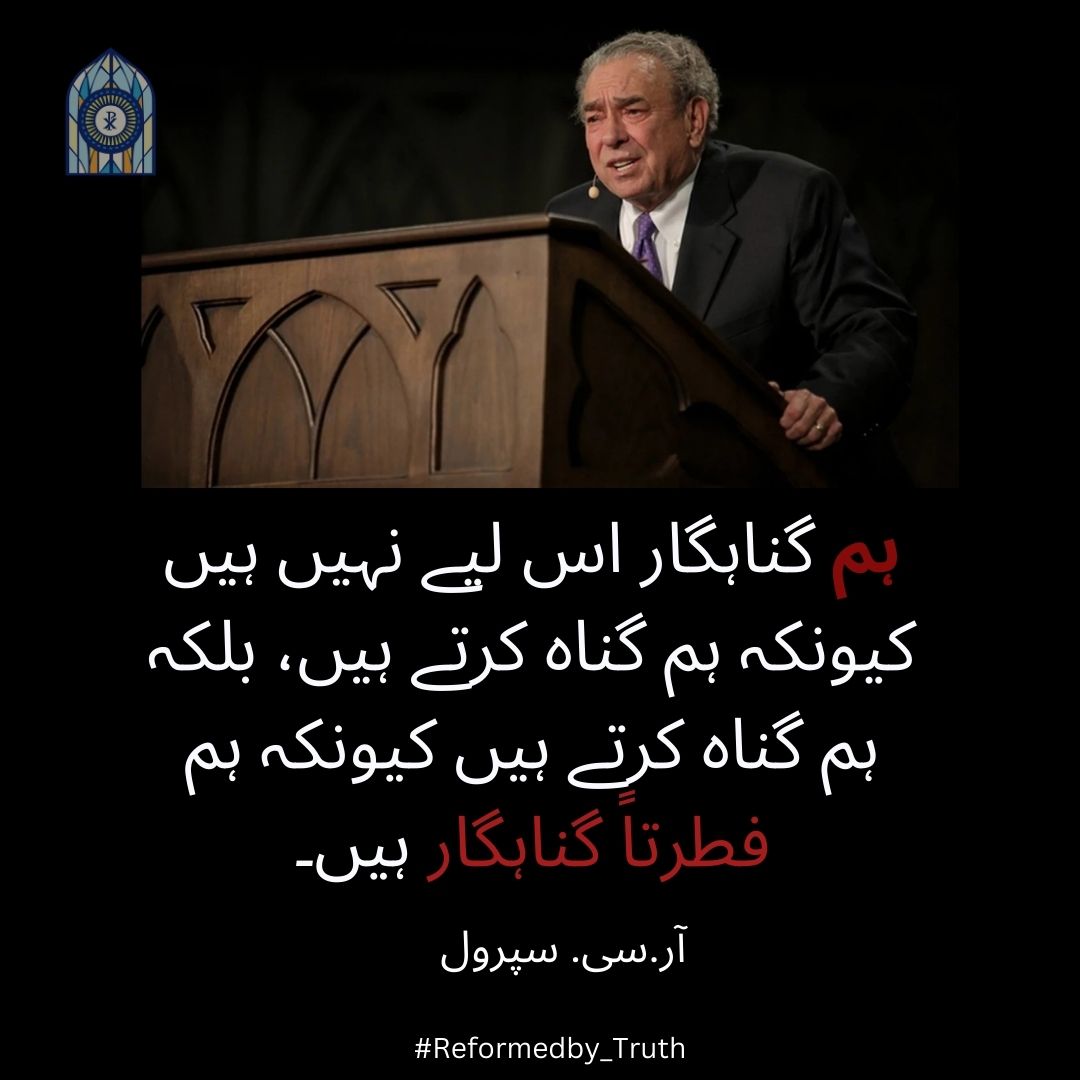 ہم گناہگار اس لیے نہیں ہیں
کیونکہ ہم گناہ کرتے ہیں، بلکہ
ہم گناہ کرتے ہیں کیونکہ ہم
فطرتاً گناہگار ہیں۔
آر.سی. سپرول
#Reformedby_Truth